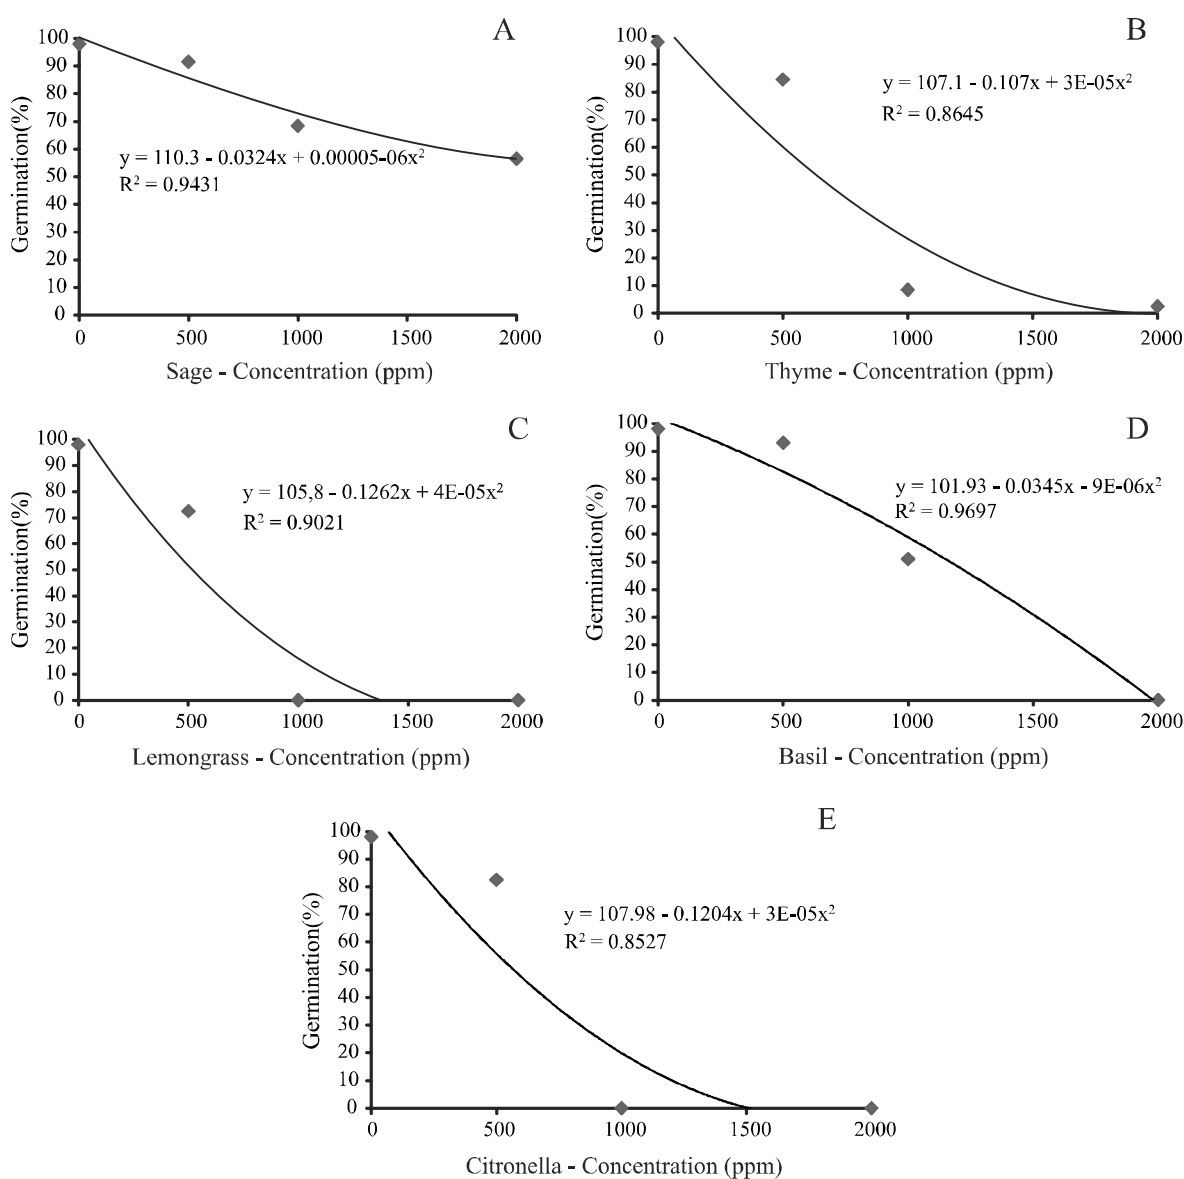 A
Germination(%)
100
90
80
70
60
50
40
30
20
10
0
y = 110.3 - 0.0324x + 0.00005-06x²
R² = 0.9431
0 500 1000 1500 2000
Sage - Concentration (ppm)
B
Germination(%)
100
90
80
70
60
50
40
30
20
10
0
y = 107.1 - 0.107x + 3E-05x²
R² = 0.8645
0 500 1000 1500 2000
Thyme - Concentration (ppm)
C
Germination(%)
100
90
80
70
60
50
40
30
20
10
0
y = 105,8 - 0.1262x + 4E-05x²
R² = 0.9021
0 500 1000 1500 2000
Lemongrass - Concentration (ppm)
D
Germination(%)
100
90
80
70
60
50
40
30
20
10
0
y = 101.93 - 0.0345x - 9E-06x²
R² = 0.9697
0 500 1000 1500 2000
Basil - Concentration (ppm)
E
Germination(%)
100
90
80
70
60
50
40
30
20
10
0
y = 107.98 - 0.1204x + 3E-05x²
R² = 0.8527
0 500 1000 1500 2000
Citronella - Concentration (ppm)